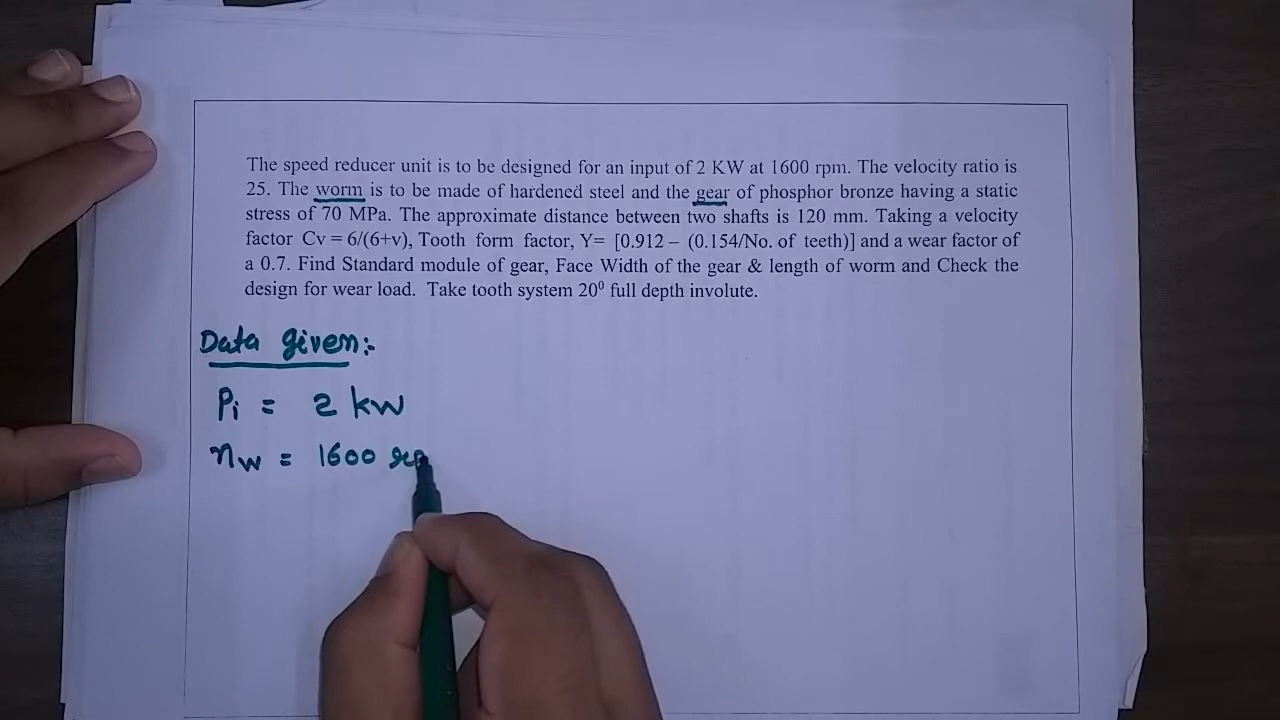 The speed reducer unit is to be designed for an input of 2 KW at 1600 rpm. The velocity ratio is
25. The worm is to be made of hardened steel and the gear of phosphor bronze having a static
stress of 70 MPa. The approximate distance between two shafts is 120 mm. Taking a velocity
factor Cv = 6/(6+v), Tooth form factor, Y= [0.912 – (0.154/No. of teeth)] and a wear factor of
a 0.7. Find Standard module of gear, Face Width of the gear & length of worm and Check the
design for wear load. Take tooth system 20⁰ full depth involute.
Data given:-
Pi = 2 kw
nw = 1600